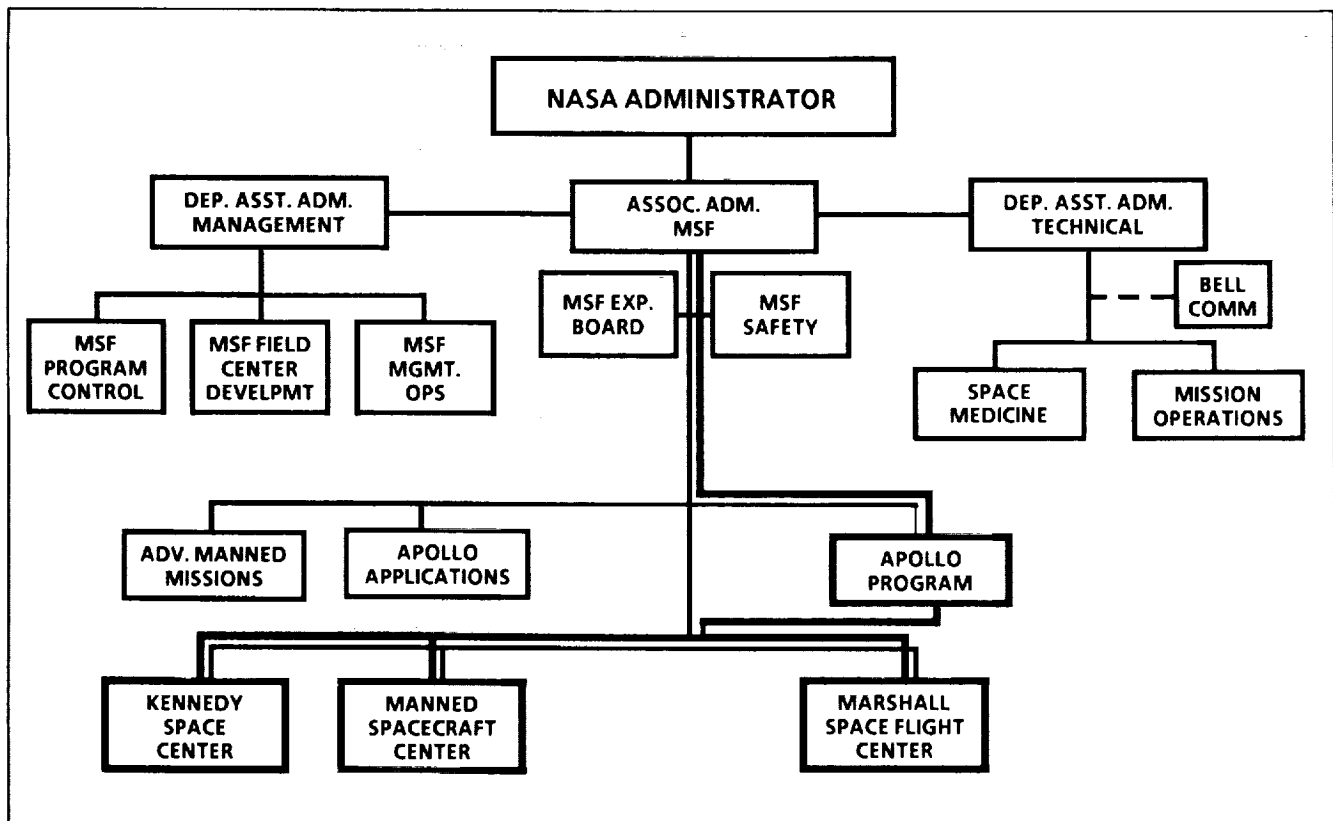 NASA ADMINISTRATOR
DEP. ASST. ADM.
MANAGEMENT
ASSOC. ADM.
MSF
DEP. ASST. ADM.
TECHNICAL
BELL
COMM
MSF EXP.
BOARD
MSF
SAFETY
MSF
PROGRAM
CONTROL
MSF FIELD
CENTER
DEVELPMT
MSF
MGMT.
OPS
SPACE
MEDICINE
MISSION
OPERATIONS
ADV. MANNED
MISSIONS
APOLLO
APPLICATIONS
APOLLO
PROGRAM
KENNEDY
SPACE
CENTER
MANNED
SPACECRAFT
CENTER
MARSHALL
SPACE FLIGHT
CENTER